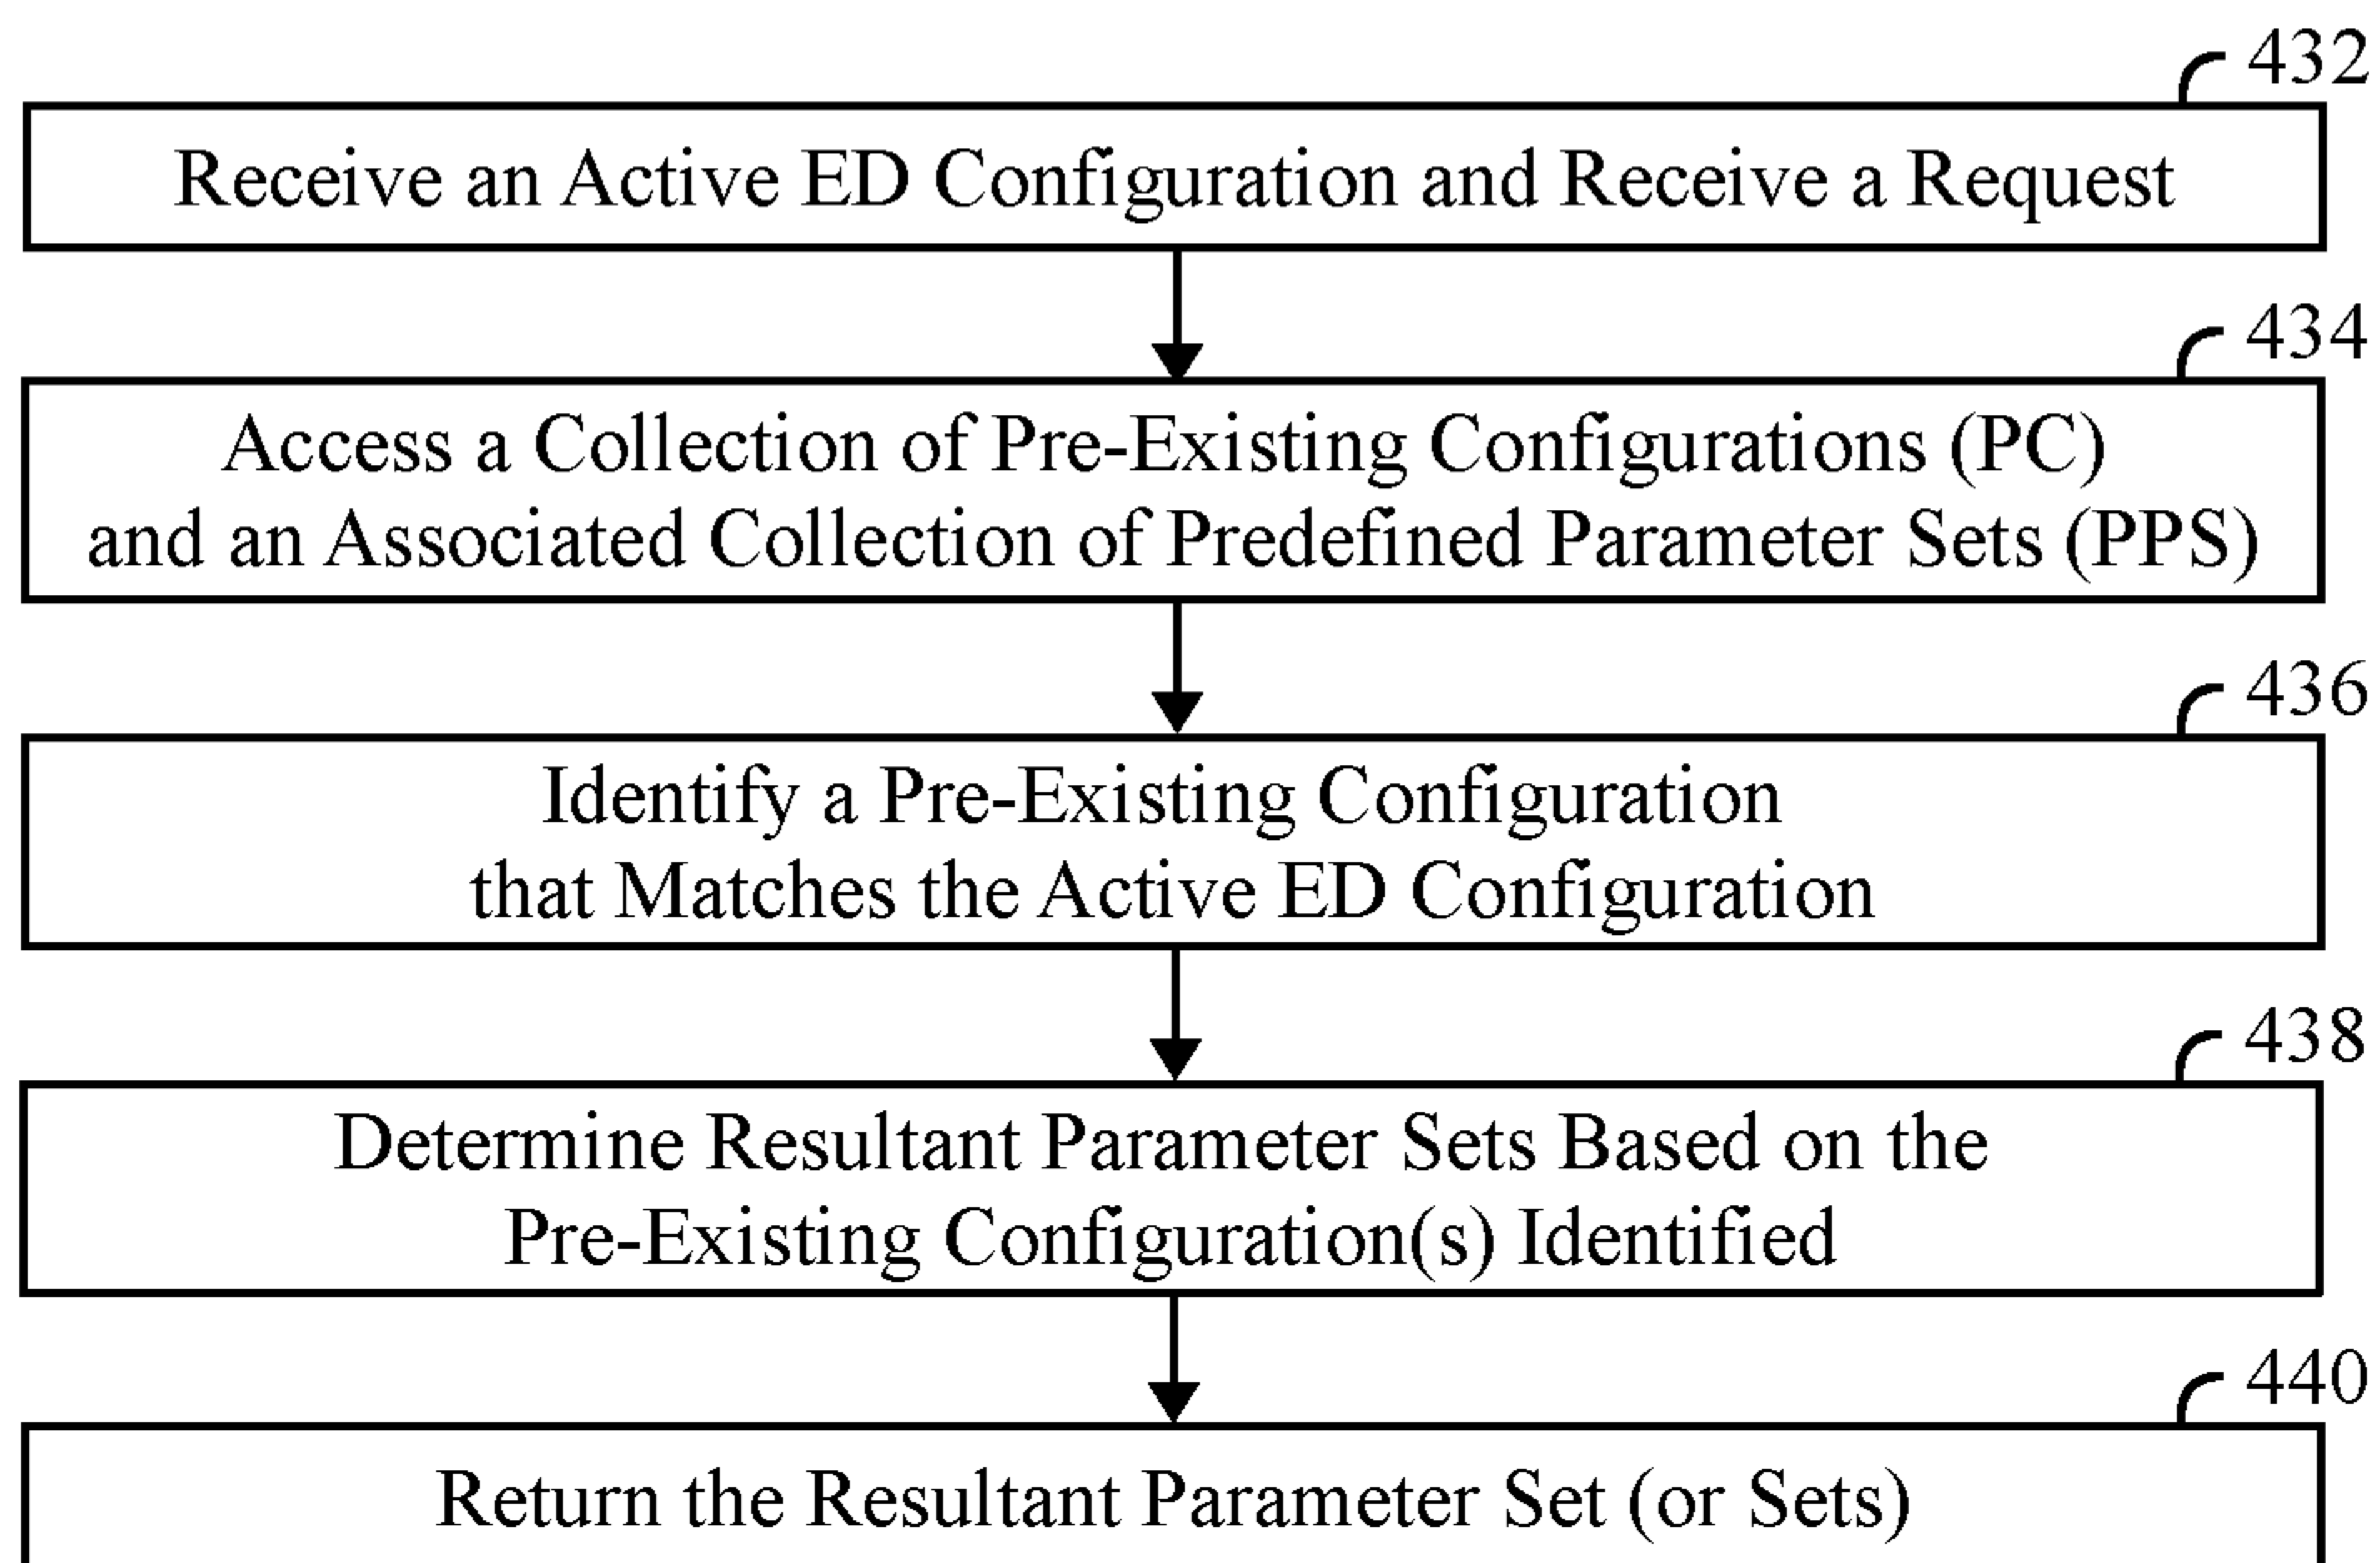 432
Receive an Active ED Configuration and Receive a Request
434
Access a Collection of Pre-Existing Configurations (PC)
and an Associated Collection of Predefined Parameter Sets (PPS)
436
Identify a Pre-Existing Configuration
that Matches the Active ED Configuration
438
Determine Resultant Parameter Sets Based on the
Pre-Existing Configuration(s) Identified
440
Return the Resultant Parameter Set (or Sets)